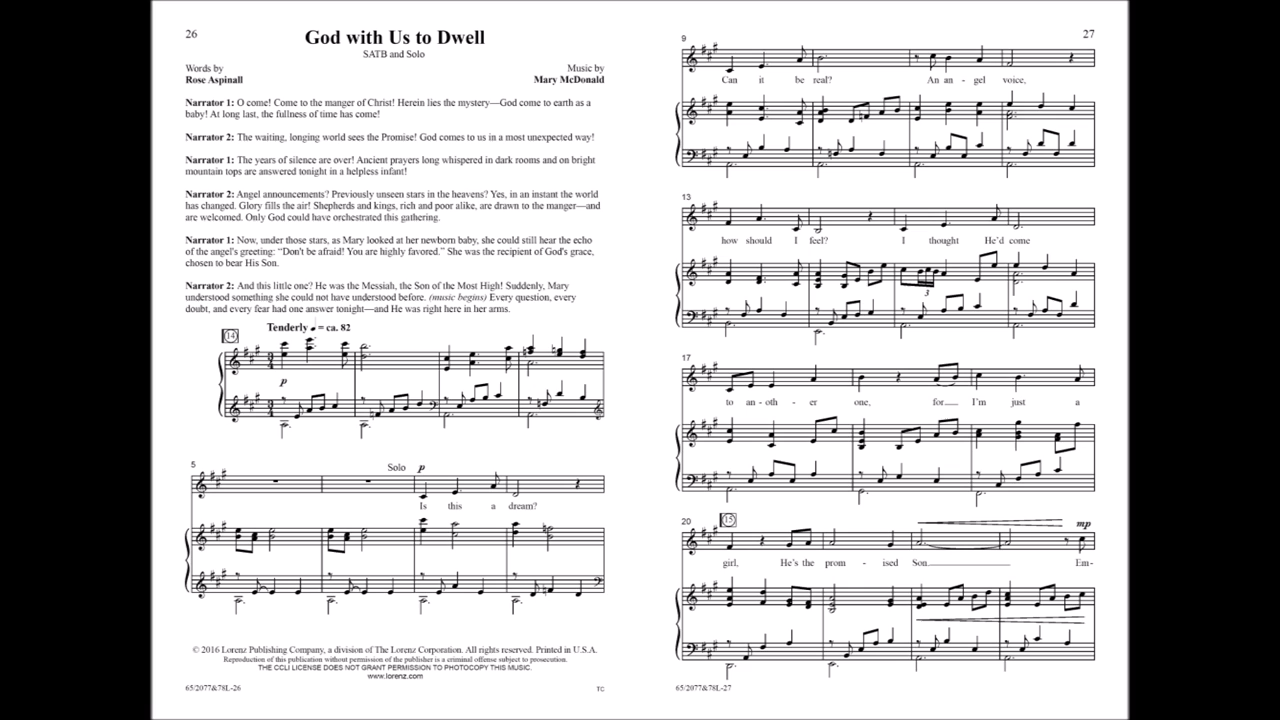 26
God with Us to Dwell
SATB and Solo
Words by
Rose Aspinall
Music by
Mary McDonald
Narrator 1: O come! Come to the manger of Christ! Herein lies the mystery—God come to earth as a
baby! At long last, the fullness of time has come!
Narrator 2: The waiting, longing world sees the Promise! God comes to us in a most unexpected way!
Narrator 1: The years of silence are over! Ancient prayers long whispered in dark rooms and on bright
mountain tops are answered tonight in a helpless infant!
Narrator 2: Angel announcements? Previously unseen stars in the heavens? Yes, in an instant the world
has changed. Glory fills the air! Shepherds and kings, rich and poor alike, are drawn to the manger—and
are welcomed. Only God could have orchestrated this gathering.
Narrator 1: Now, under those stars, as Mary looked at her newborn baby, she could still hear the echo
of the angel's greeting: “Don't be afraid! You are highly favored.” She was the recipient of God's grace,
chosen to bear His Son.
Narrator 2: And this little one? He was the Messiah, the Son of the Most High! Suddenly, Mary
understood something she could not have understood before. (music begins) Every question, every
doubt, and every fear had one answer tonight—and He was right here in her arms.
14
Tenderly ♩ = ca. 82
p
5
Solo p
Is this a dream?
© 2016 Lorenz Publishing Company, a division of The Lorenz Corporation. All rights reserved. Printed in U.S.A.
Reproduction of this publication without permission of the publisher is a criminal offense subject to prosecution.
THE CCLI LICENSE DOES NOT GRANT PERMISSION TO PHOTOCOPY THIS MUSIC.
www.lorenz.com
65/2077&78L-26
TC
27
9
Can it be real? An an - gel voice,
13
how should I feel? I thought He'd come
3
17
to an-oth - er one, for I'm just a
20
15
mp
girl, He's the prom - ised Son. Em-
65/2077&78L-27